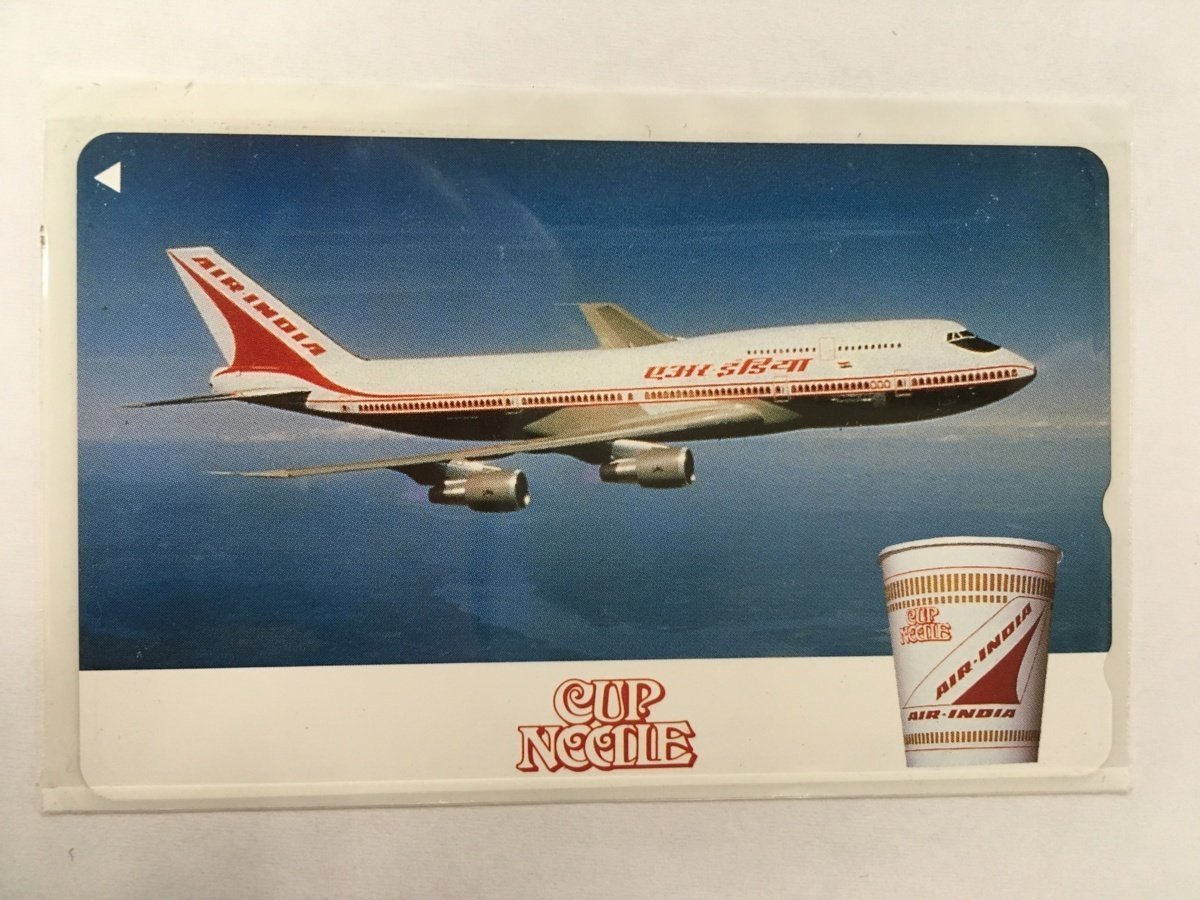 AIR-INDIA
एअर-इंडिया
CUP
NOODLE
AIR-INDIA
AIR-INDIA
CUP
NOODLE